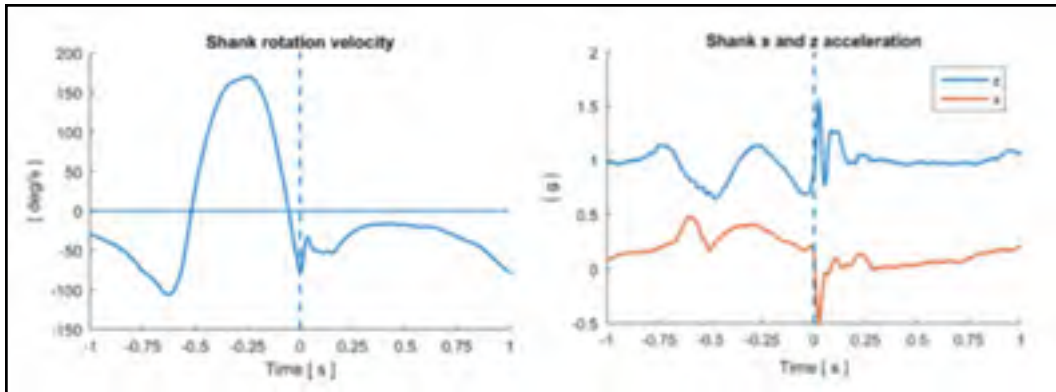 Shank rotation velocity
200
150
100
50
0
-50
-100
-150
[ deg/s ]
-1 -0.75 -0.5 -0.25 0 0.25 0.5 0.75 1
Time [ s ]
Shank x and z acceleration
2
1.5
1
0.5
0
-0.5
[ g ]
z
x
-1 -0.75 -0.5 -0.25 0 0.25 0.5 0.75 1
Time [ s ]